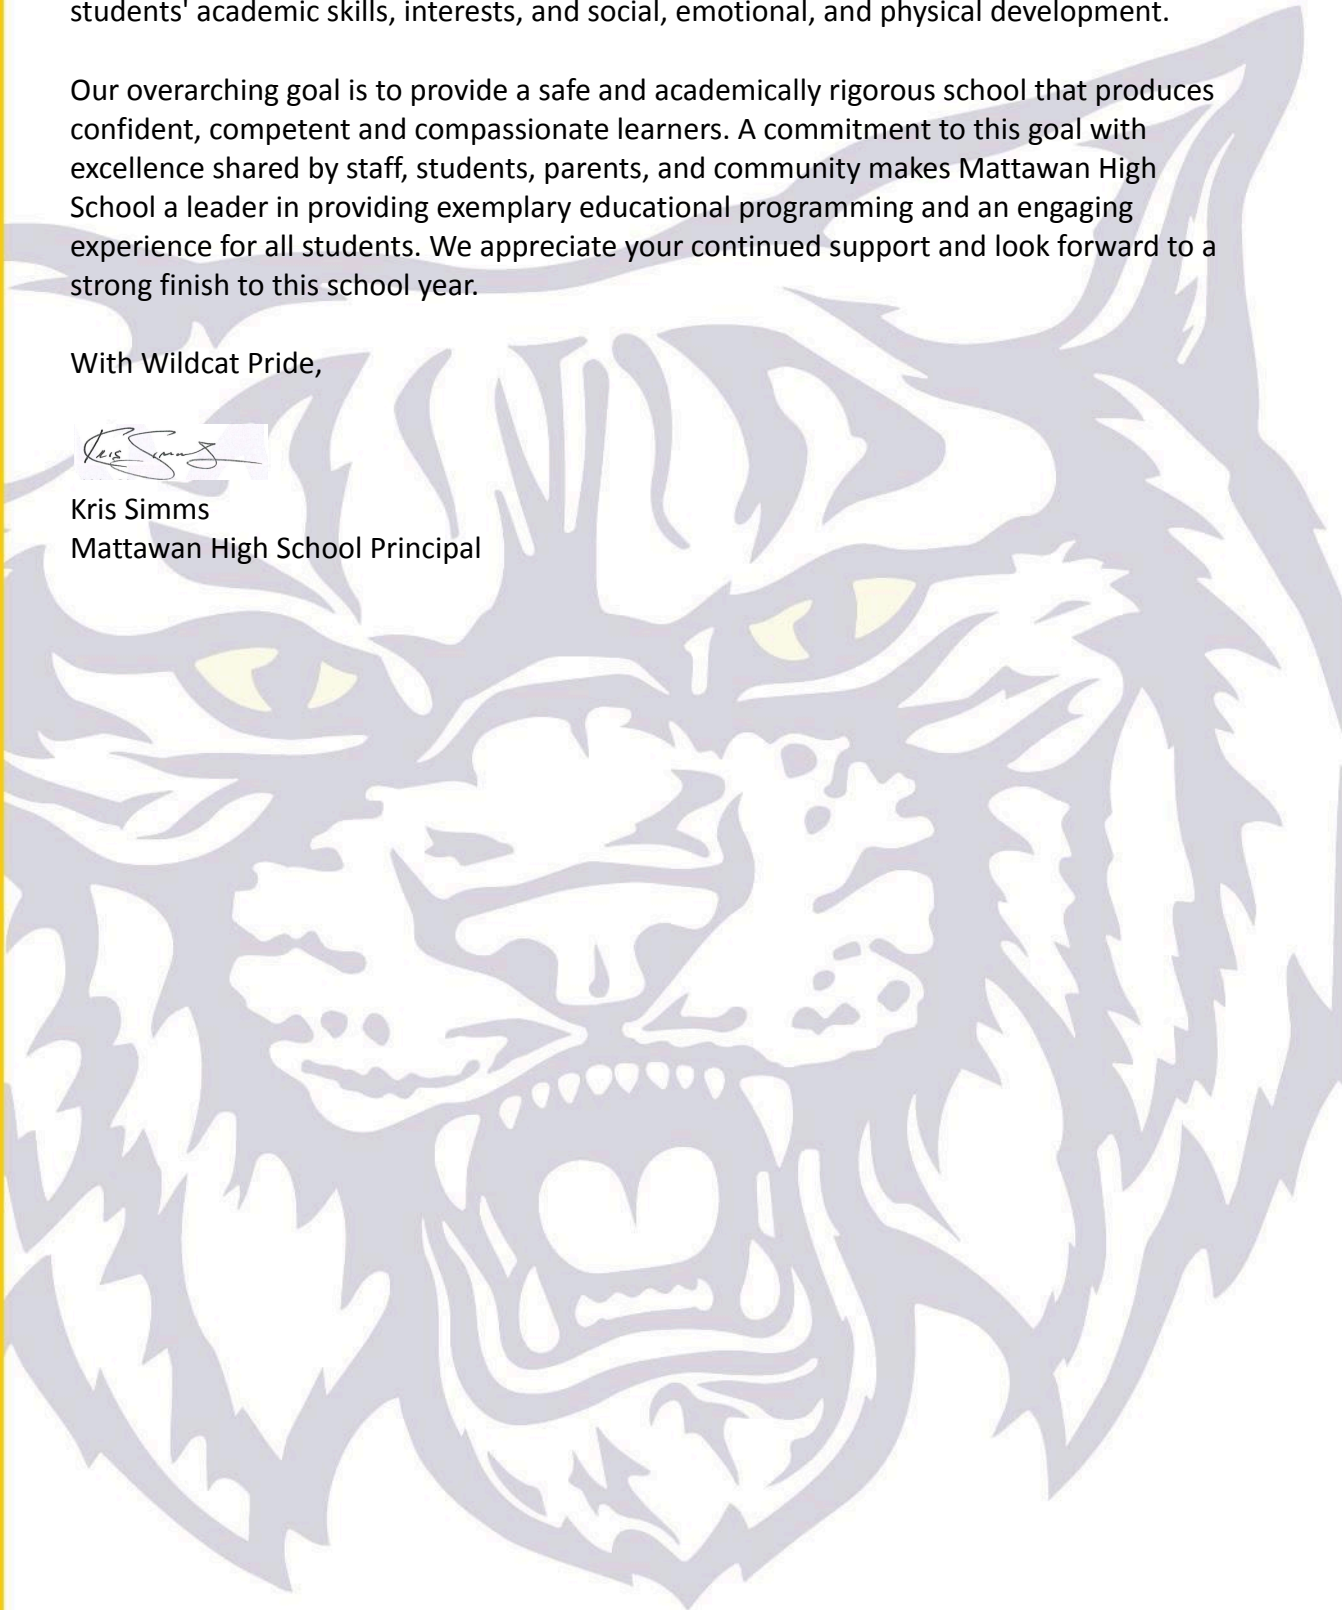 students' academic skills, interests, and social, emotional, and physical development.
Our overarching goal is to provide a safe and academically rigorous school that produces
confident, competent and compassionate learners. A commitment to this goal with
excellence shared by staff, students, parents, and community makes Mattawan High
School a leader in providing exemplary educational programming and an engaging
experience for all students. We appreciate your continued support and look forward to a
strong finish to this school year.
With Wildcat Pride,
Kris Simms
Kris Simms
Mattawan High School Principal